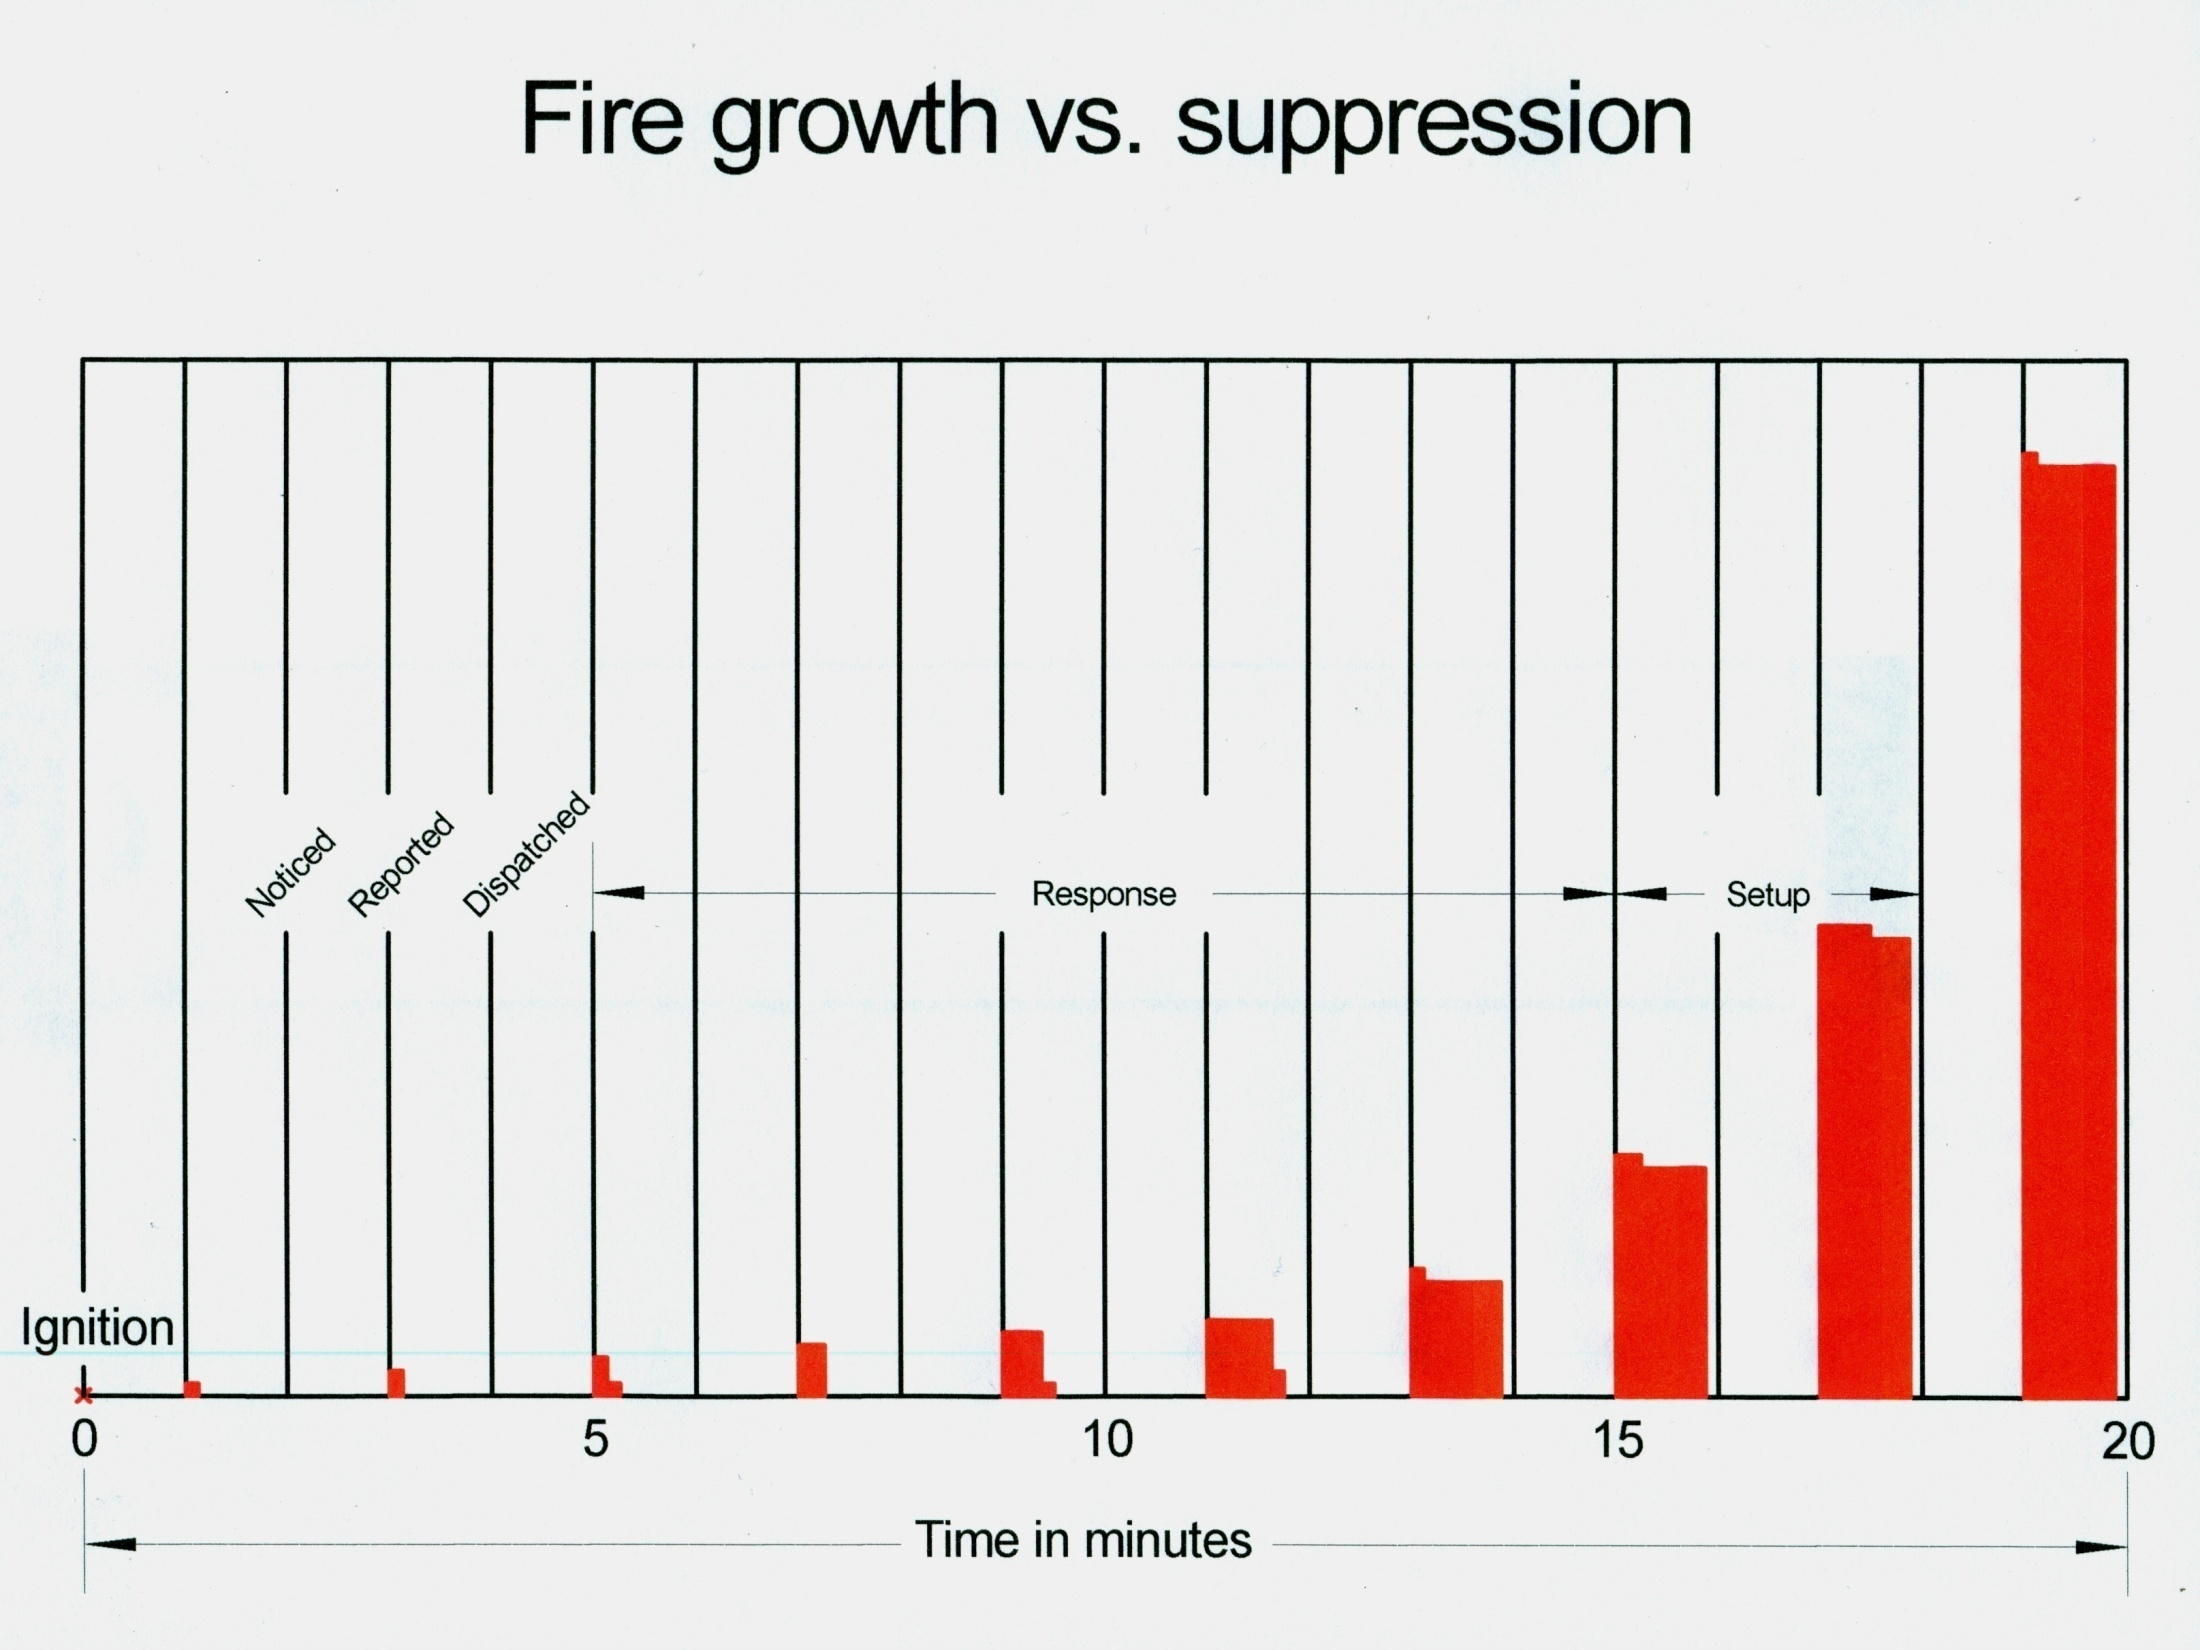 Fire growth vs. suppression
Noticed
Reported
Dispatched
Response
Setup
Ignition
0 5 10 15 20
Time in minutes